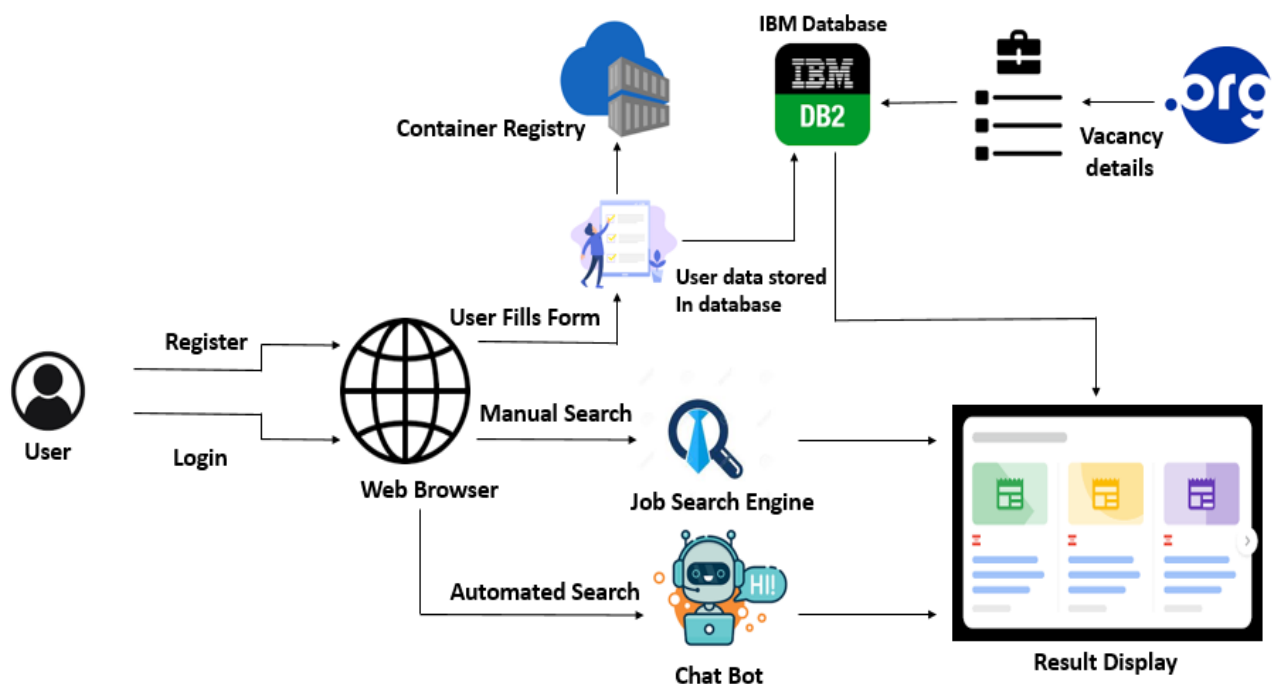 IBM Database
IBM
DB2
.org
Container Registry
Vacancy
details
User data stored
In database
User Fills Form
Register
Manual Search
User
Login
Web Browser
Job Search Engine
Automated Search
HI!
Chat Bot
Result Display